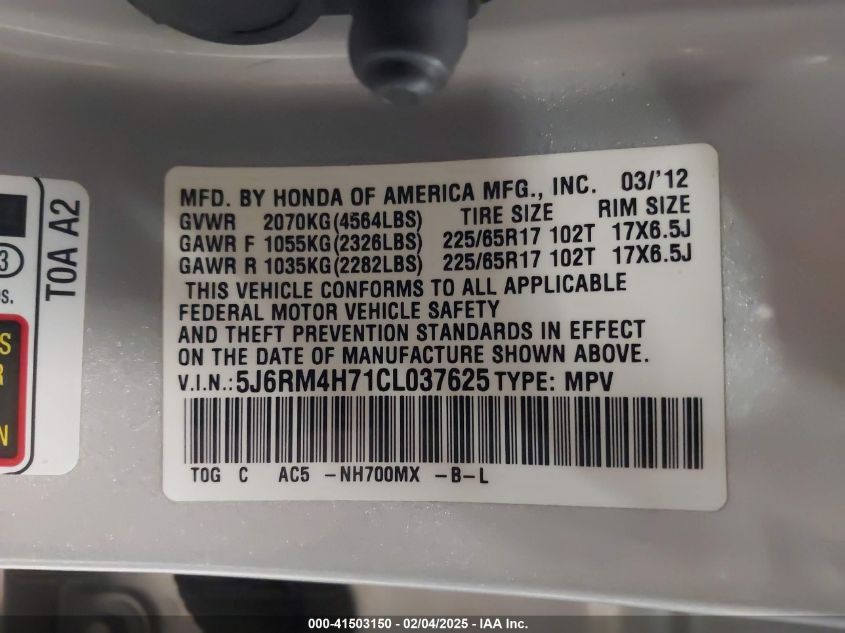 MFD. BY HONDA OF AMERICA MFG., INC. 03/'12
GVWR 2070KG(4564LBS) TIRE SIZE RIM SIZE
GAWR F 1055KG(2326LBS) 225/65R17 102T 17X6.5J
GAWR R 1035KG(2282LBS) 225/65R17 102T 17X6.5J
THIS VEHICLE CONFORMS TO ALL APPLICABLE
FEDERAL MOTOR VEHICLE SAFETY
AND THEFT PREVENTION STANDARDS IN EFFECT
ON THE DATE OF MANUFACTURE SHOWN ABOVE.
V.I.N.: 5J6RM4H71CL037625 TYPE: MPV
TOG C AC5 -NH700MX -B-L
TOA A2
3
S
R
N
000-41503150 - 02/04/2025 - IAA Inc.